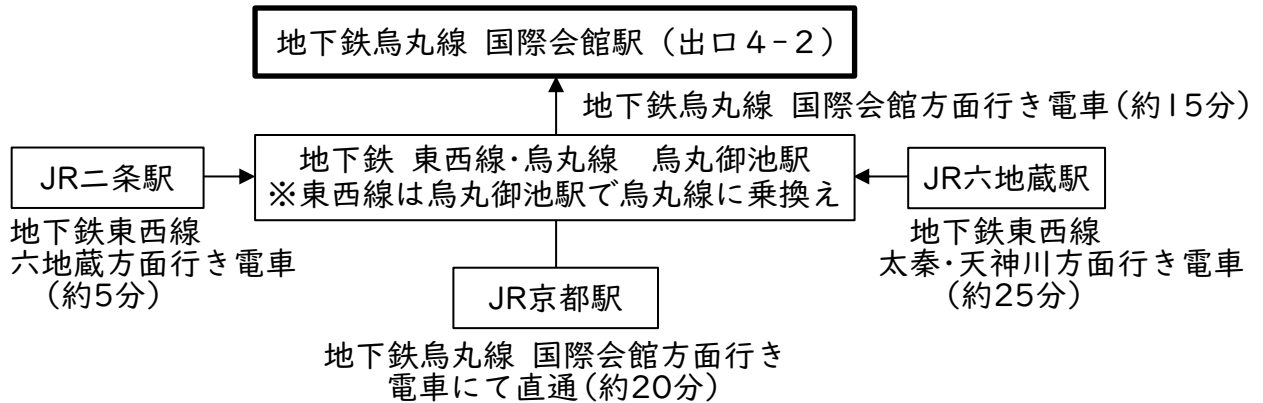 地下鉄烏丸線 国際会館駅（出口４-２）
地下鉄烏丸線 国際会館方面行き電車(約15分)
JR二条駅
地下鉄東西線
六地蔵方面行き電車
(約5分)
地下鉄 東西線･烏丸線　烏丸御池駅
※東西線は烏丸御池駅で烏丸線に乗換え
JR六地蔵駅
地下鉄東西線
太秦･天神川方面行き電車
(約25分)
JR京都駅
地下鉄烏丸線 国際会館方面行き
電車にて直通(約20分)